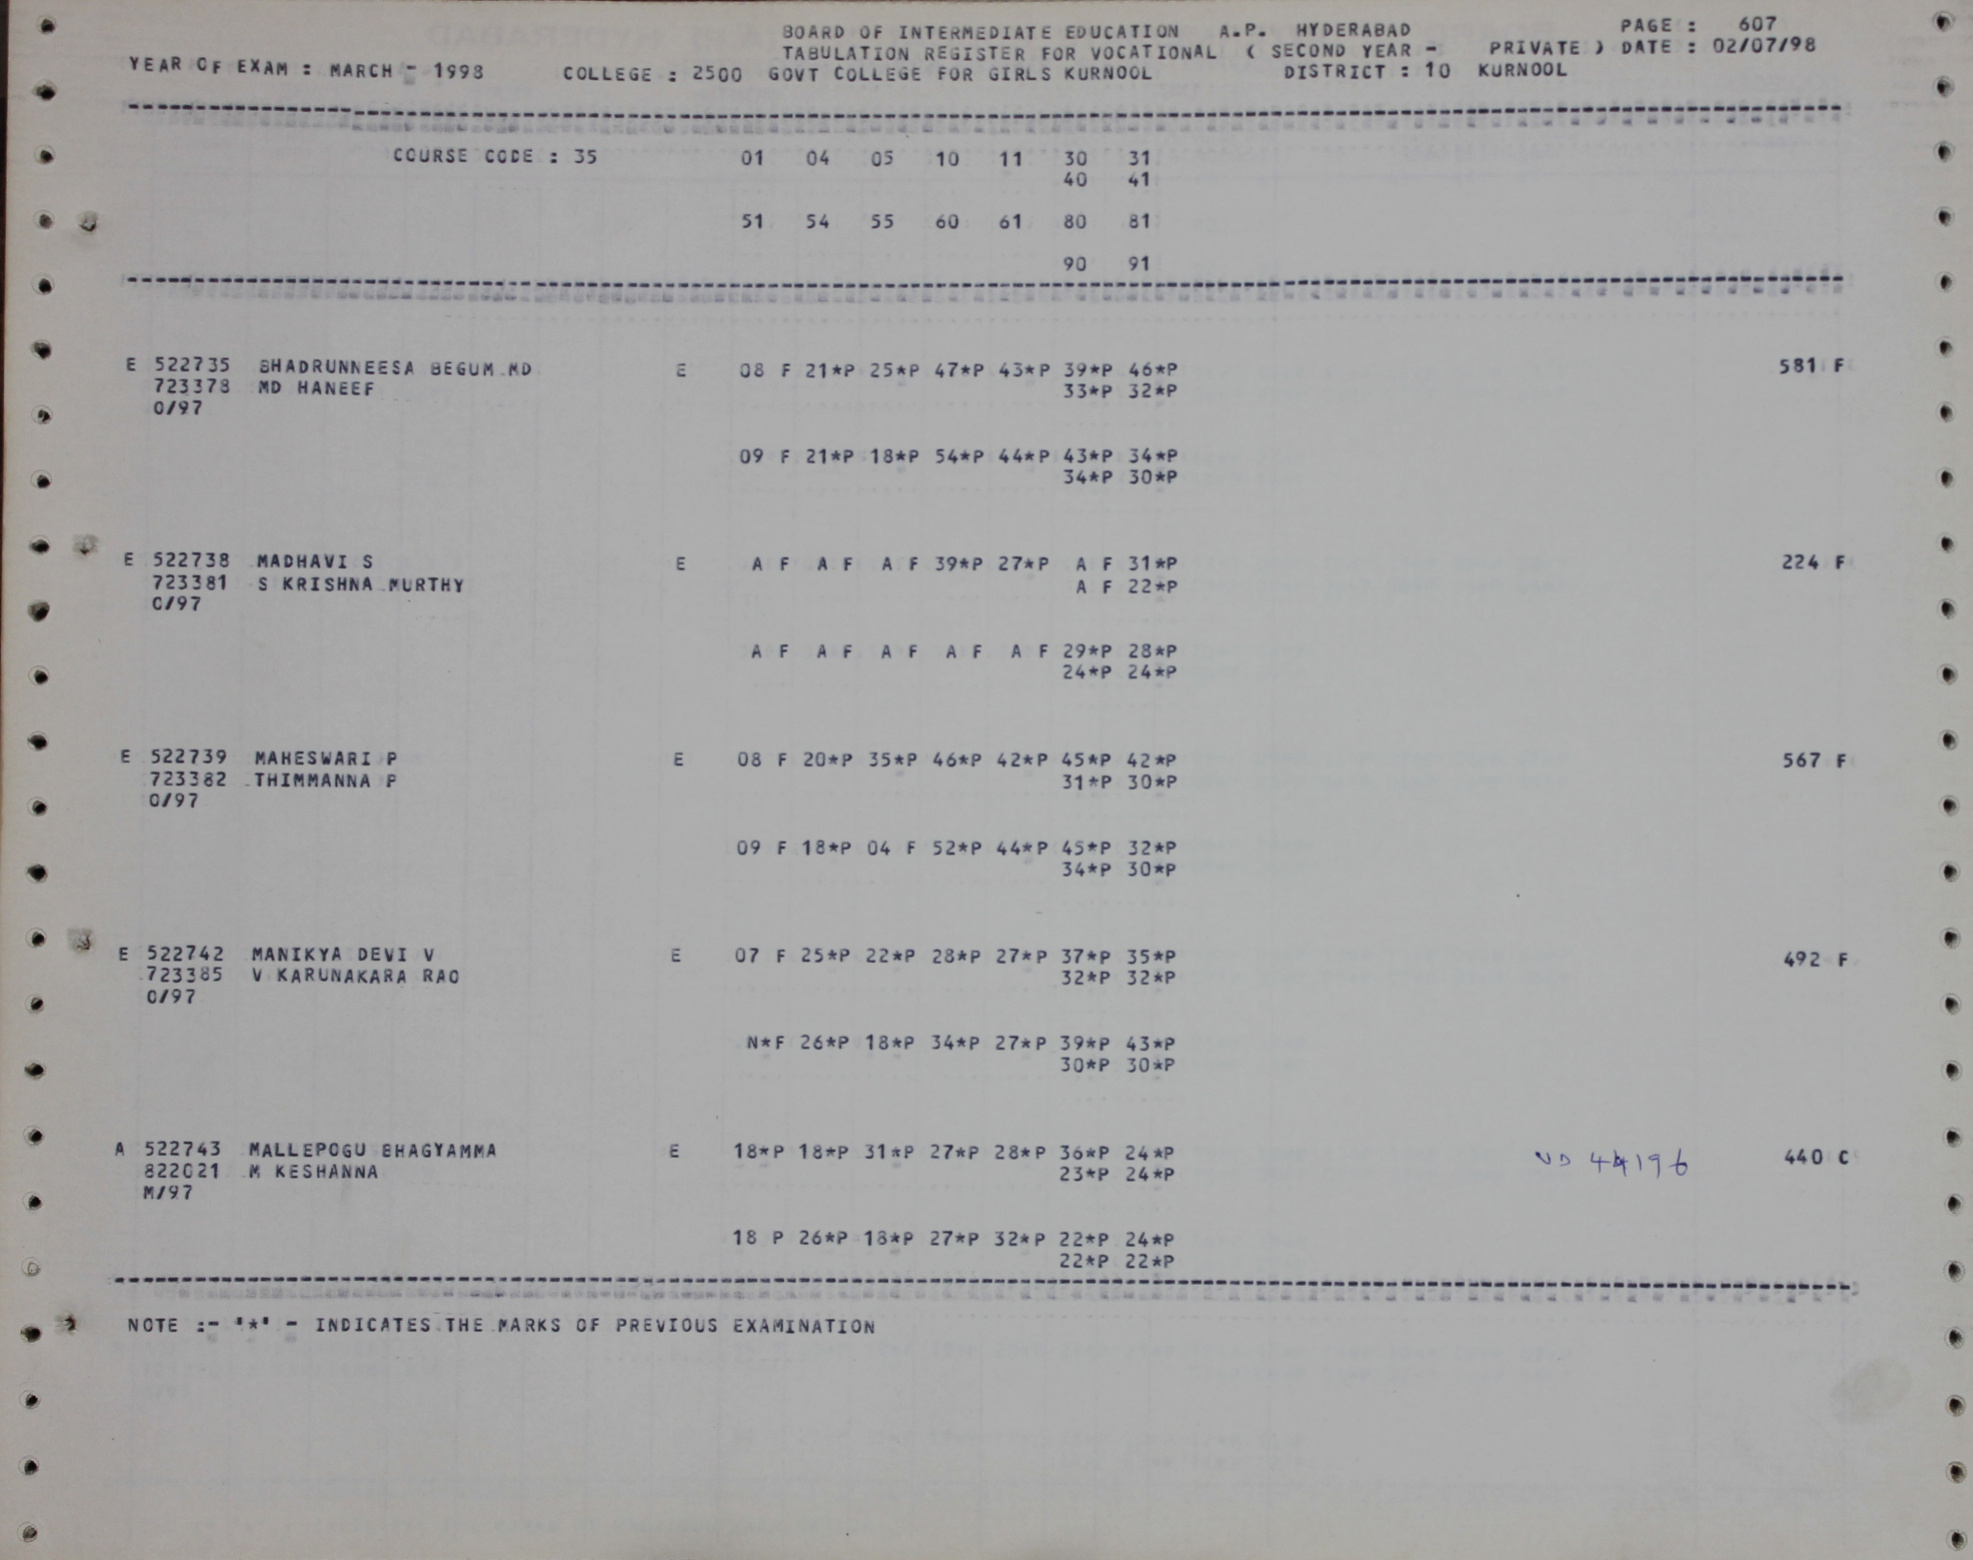 BOARD OF INTERMEDIATE EDUCATION A.P. HYDERABAD PAGE : 607
TABULATION REGISTER FOR VOCATIONAL ( SECOND YEAR - PRIVATE ) DATE : 02/07/98
YEAR OF EXAM : MARCH - 1998 COLLEGE : 2500 GOVT COLLEGE FOR GIRLS KURNOOL DISTRICT : 10 KURNOOL
COURSE CODE : 35 01 04 05 10 11 30 31
40 41
51 54 55 60 61 80 81
90 91
E 522735 SHADRUNNEESA BEGUM MD E 08 F 21*P 25*P 47*P 43*P 39*P 46*P 581 F
723378 MD HANEEF 33*P 32*P
O/97
09 F 21*P 18*P 54*P 44*P 43*P 34*P
34*P 30*P
E 522738 MADHAVI S E A F A F A F 39*P 27*P A F 31*P 224 F
723381 S KRISHNA MURTHY A F 22*P
O/97
A F A F A F A F A F 29*P 28*P
24*P 24*P
E 522739 MAHESWARI P E 08 F 20*P 35*P 46*P 42*P 45*P 42*P 567 F
723382 THIMMANNA P 31*P 30*P
O/97
09 F 18*P 04 F 52*P 44*P 45*P 32*P
34*P 30*P
E 522742 MANIKYA DEVI V E 07 F 25*P 22*P 28*P 27*P 37*P 35*P 492 F
723385 V KARUNAKARA RAO 32*P 32*P
O/97
N*F 26*P 18*P 34*P 27*P 39*P 43*P
30*P 30*P
A 522743 MALLEPOGU BHAGYAMMA E 18*P 18*P 31*P 27*P 28*P 36*P 24*P 44196 440 C
822021 M KESHANNA 23*P 24*P
M/97
18 P 26*P 18*P 27*P 32*P 22*P 24*P
22*P 22*P
NOTE :- '*' - INDICATES THE MARKS OF PREVIOUS EXAMINATION